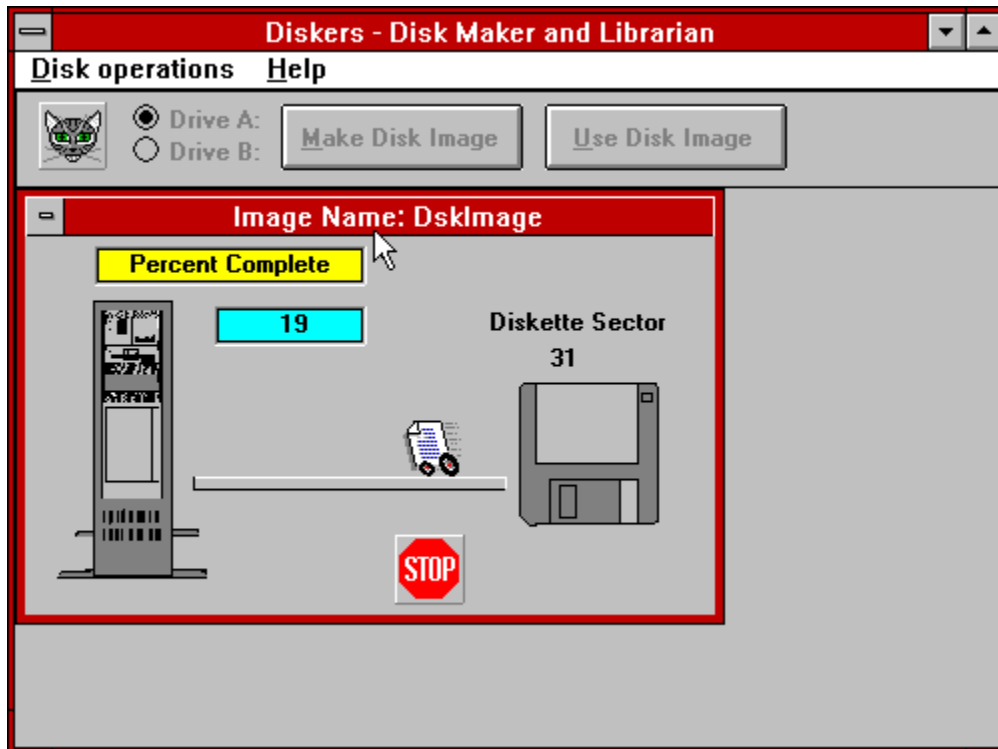 Diskers - Disk Maker and Librarian
Disk operations Help
Drive A:
Drive B:
Make Disk Image
Use Disk Image
Image Name: DskImage
Percent Complete
19
Diskette Sector
31
STOP